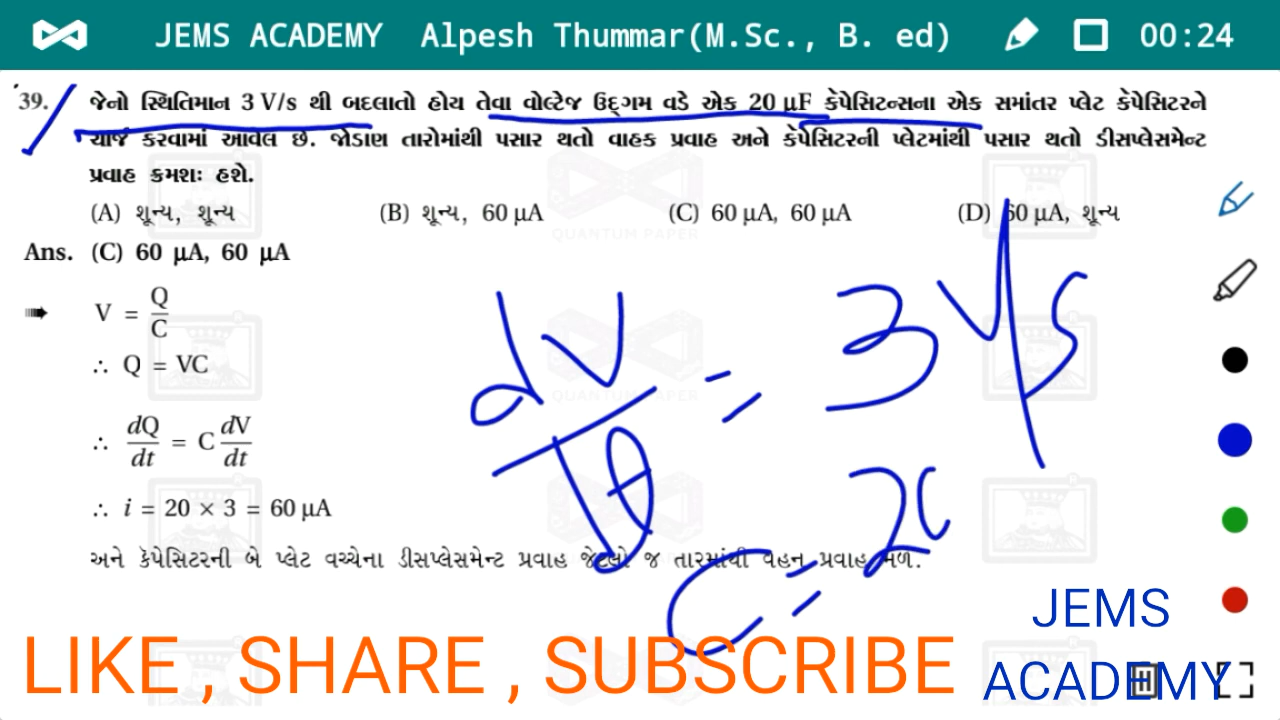 JEMS ACADEMY Alpesh Thummar(M.Sc., B. ed) 00:24
39. જેનો સ્થિતિમાન 3 V/s થી બદલાતો હોય તેવા વોલ્ટેજ ઉદ્‌ગમ વડે એક 20 μF કેપેસિટન્સના એક સમાંતર પ્લેટ કેપેસિટરને
ચાર્જ કરવામાં આવેલ છે. જોડાણ તારોમાંથી પસાર થતો વાહક પ્રવાહ અને કેપેસિટરની પ્લેટમાંથી પસાર થતો ડીસપ્લેસમેન્ટ
પ્રવાહ ક્રમશઃ હશે.
(A) શૂન્ય, શૂન્ય (B) શૂન્ય, 60 μA (C) 60 μA, 60 μA (D) 60 μA, શૂન્ય
QUANTUM PAPER
Ans. (C) 60 μA, 60 μA
V = Q/C
∴ Q = VC
dV = 3 V/s
∴ dQ/dt = C dV/dt
∴ i = 20 × 3 = 60 μA
C = 20
અને કેપેસિટરની બે પ્લેટ વચ્ચેના ડીસપ્લેસમેન્ટ પ્રવાહ જેટલો જ તારમાંથી વહન પ્રવાહ મળે.
LIKE , SHARE , SUBSCRIBE
JEMS
ACADEMY